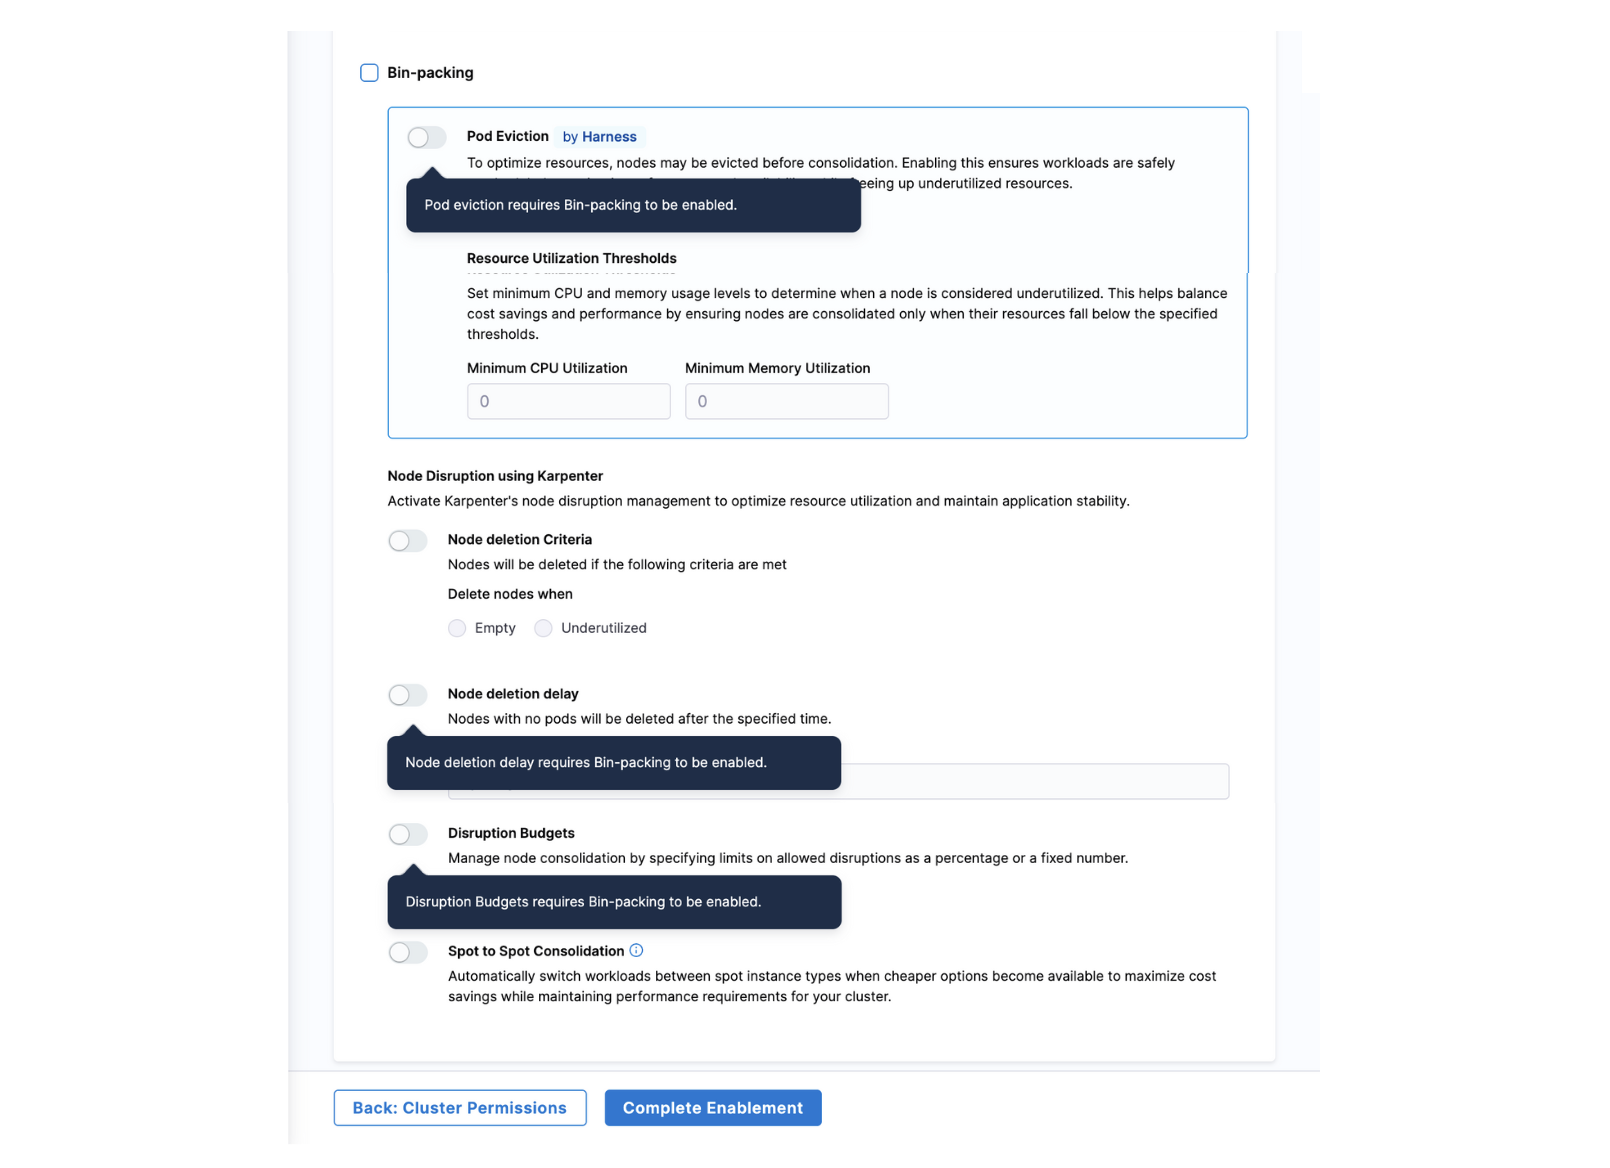 Bin-packing
Pod Eviction by Harness
To optimize resources, nodes may be evicted before consolidation. Enabling this ensures workloads are safely
eeing up underutilized resources.
Pod eviction requires Bin-packing to be enabled.
Resource Utilization Thresholds
Set minimum CPU and memory usage levels to determine when a node is considered underutilized. This helps balance
cost savings and performance by ensuring nodes are consolidated only when their resources fall below the specified
thresholds.
Minimum CPU Utilization Minimum Memory Utilization
0 0
Node Disruption using Karpenter
Activate Karpenter's node disruption management to optimize resource utilization and maintain application stability.
Node deletion Criteria
Nodes will be deleted if the following criteria are met
Delete nodes when
Empty Underutilized
Node deletion delay
Nodes with no pods will be deleted after the specified time.
Node deletion delay requires Bin-packing to be enabled.
Disruption Budgets
Manage node consolidation by specifying limits on allowed disruptions as a percentage or a fixed number.
Disruption Budgets requires Bin-packing to be enabled.
Spot to Spot Consolidation
Automatically switch workloads between spot instance types when cheaper options become available to maximize cost
savings while maintaining performance requirements for your cluster.
Back: Cluster Permissions Complete Enablement